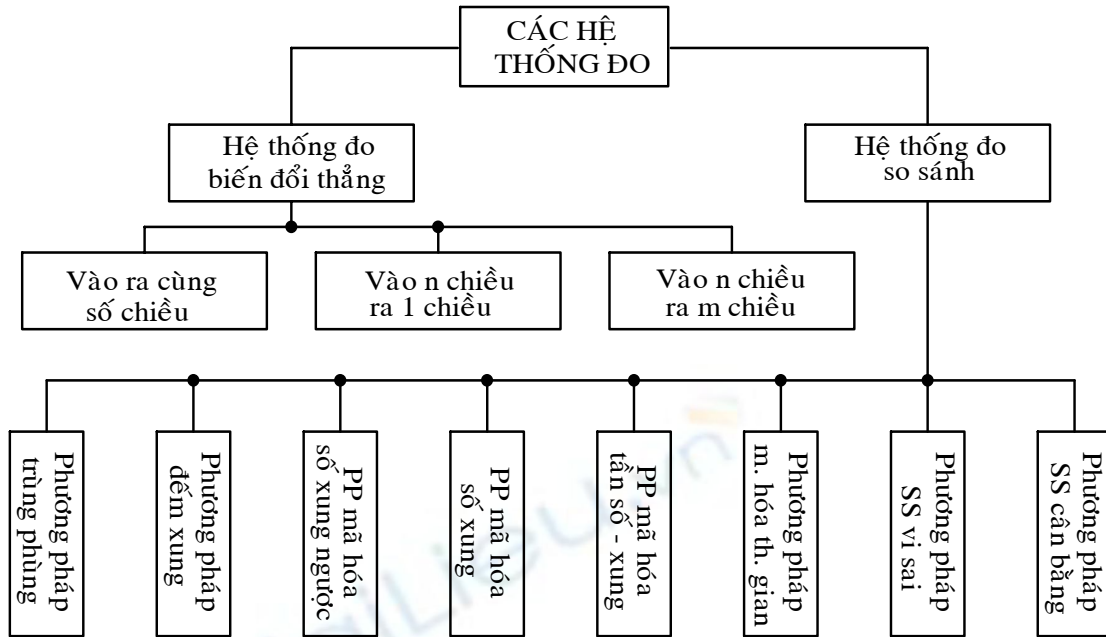 CÁC HỆ
THỐNG ĐO
Hệ thống đo
biến đổi thẳng
Hệ thống đo
so sánh
Vào ra cùng
số chiều
Vào n chiều
ra 1 chiều
Vào n chiều
ra m chiều
Phương pháp
trùng phùng
Phương pháp
đếm xung
PP mã hóa
số xung ngược
PP mã hóa
số xung
PP mã hóa
tần số - xung
Phương pháp
m. hóa th. gian
Phương pháp
SS vi sai
Phương pháp
SS cân bằng